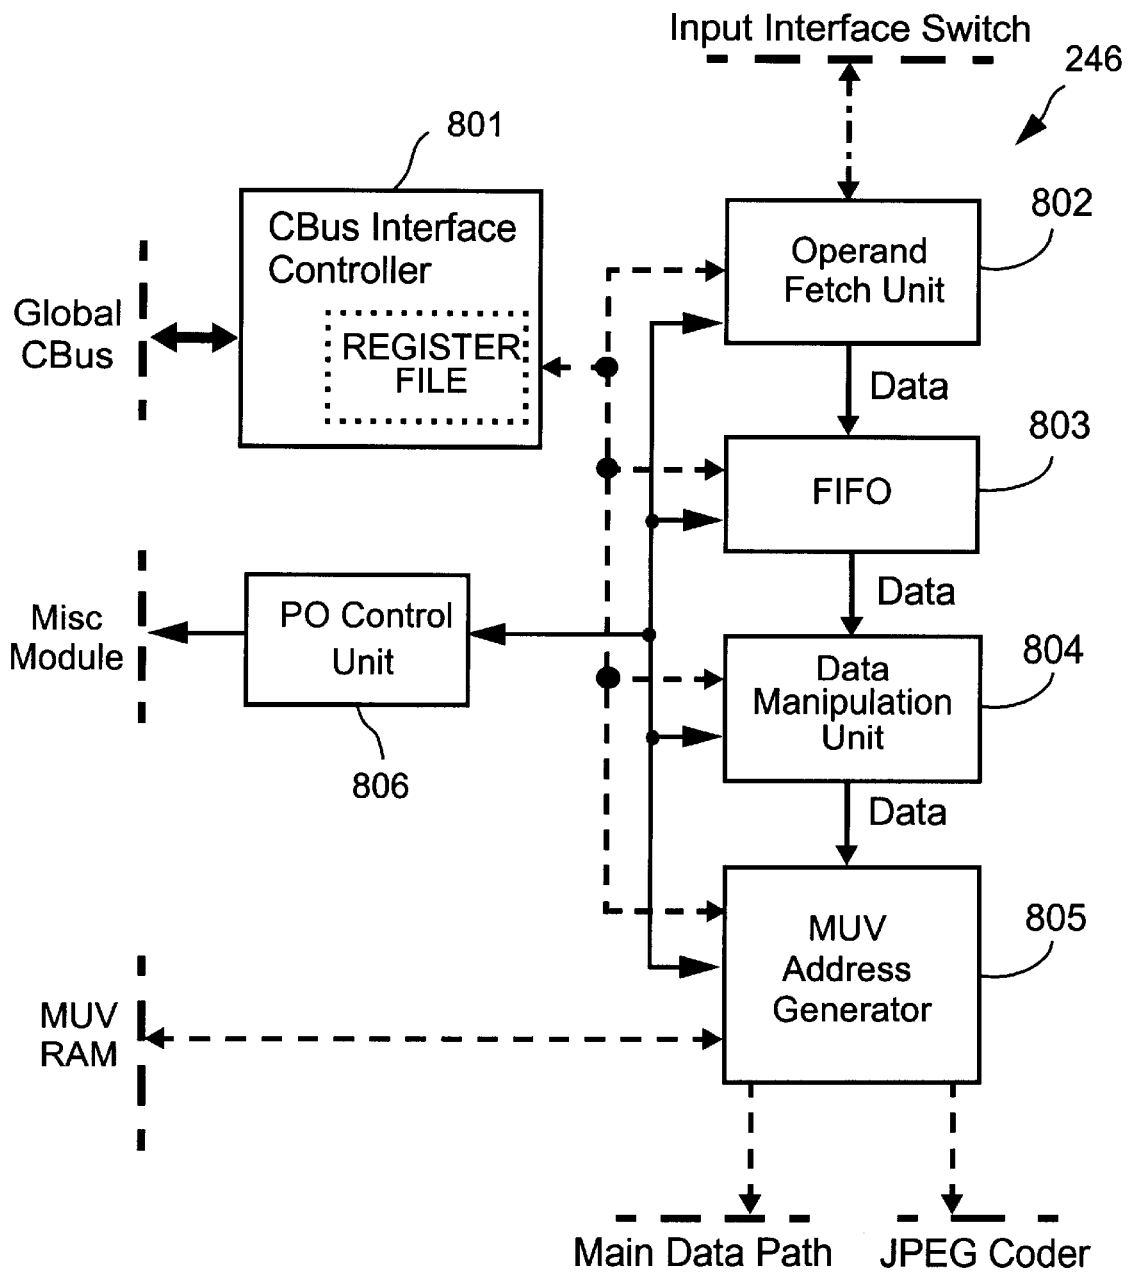 Input Interface Switch
246
801
CBus Interface
Controller
REGISTER
FILE
Global
CBus
802
Operand
Fetch Unit
Data
803
FIFO
Data
Misc
Module
PO Control
Unit
806
804
Data
Manipulation
Unit
Data
805
MUV
Address
Generator
MUV
RAM
Main Data Path
JPEG Coder